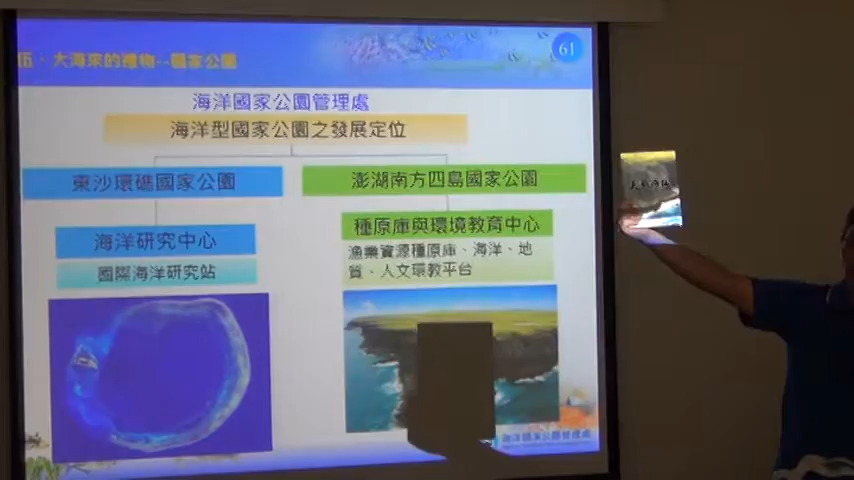 伍．大海來的禮物--國家公園
61
海洋國家公園管理處
海洋型國家公園之發展定位
東沙環礁國家公園
澎湖南方四島國家公園
海洋研究中心
種原庫與環境教育中心
國際海洋研究站
漁業資源種原庫、海洋、地
質、人文環教平台
海洋國家公園管理處